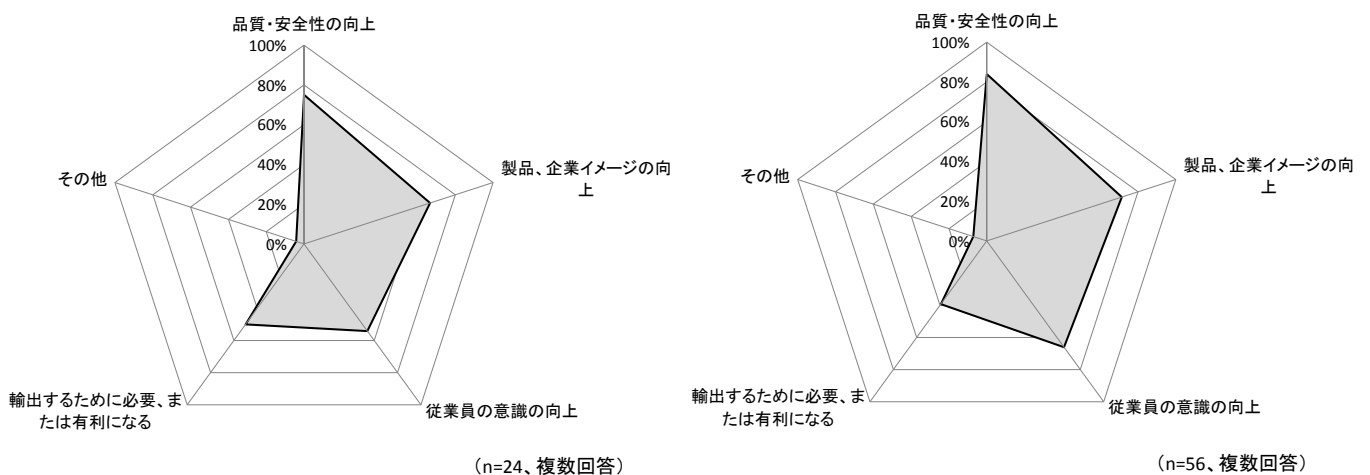 品質・安全性の向上
100%
80%
60%
40%
20%
0%
製品、企業イメージの向
上
従業員の意識の向上
輸出するために必要、ま
たは有利になる
その他
（n=24、複数回答）
品質・安全性の向上
100%
80%
60%
40%
20%
0%
製品、企業イメージの向
上
従業員の意識の向上
輸出するために必要、ま
たは有利になる
その他
（n=56、複数回答）